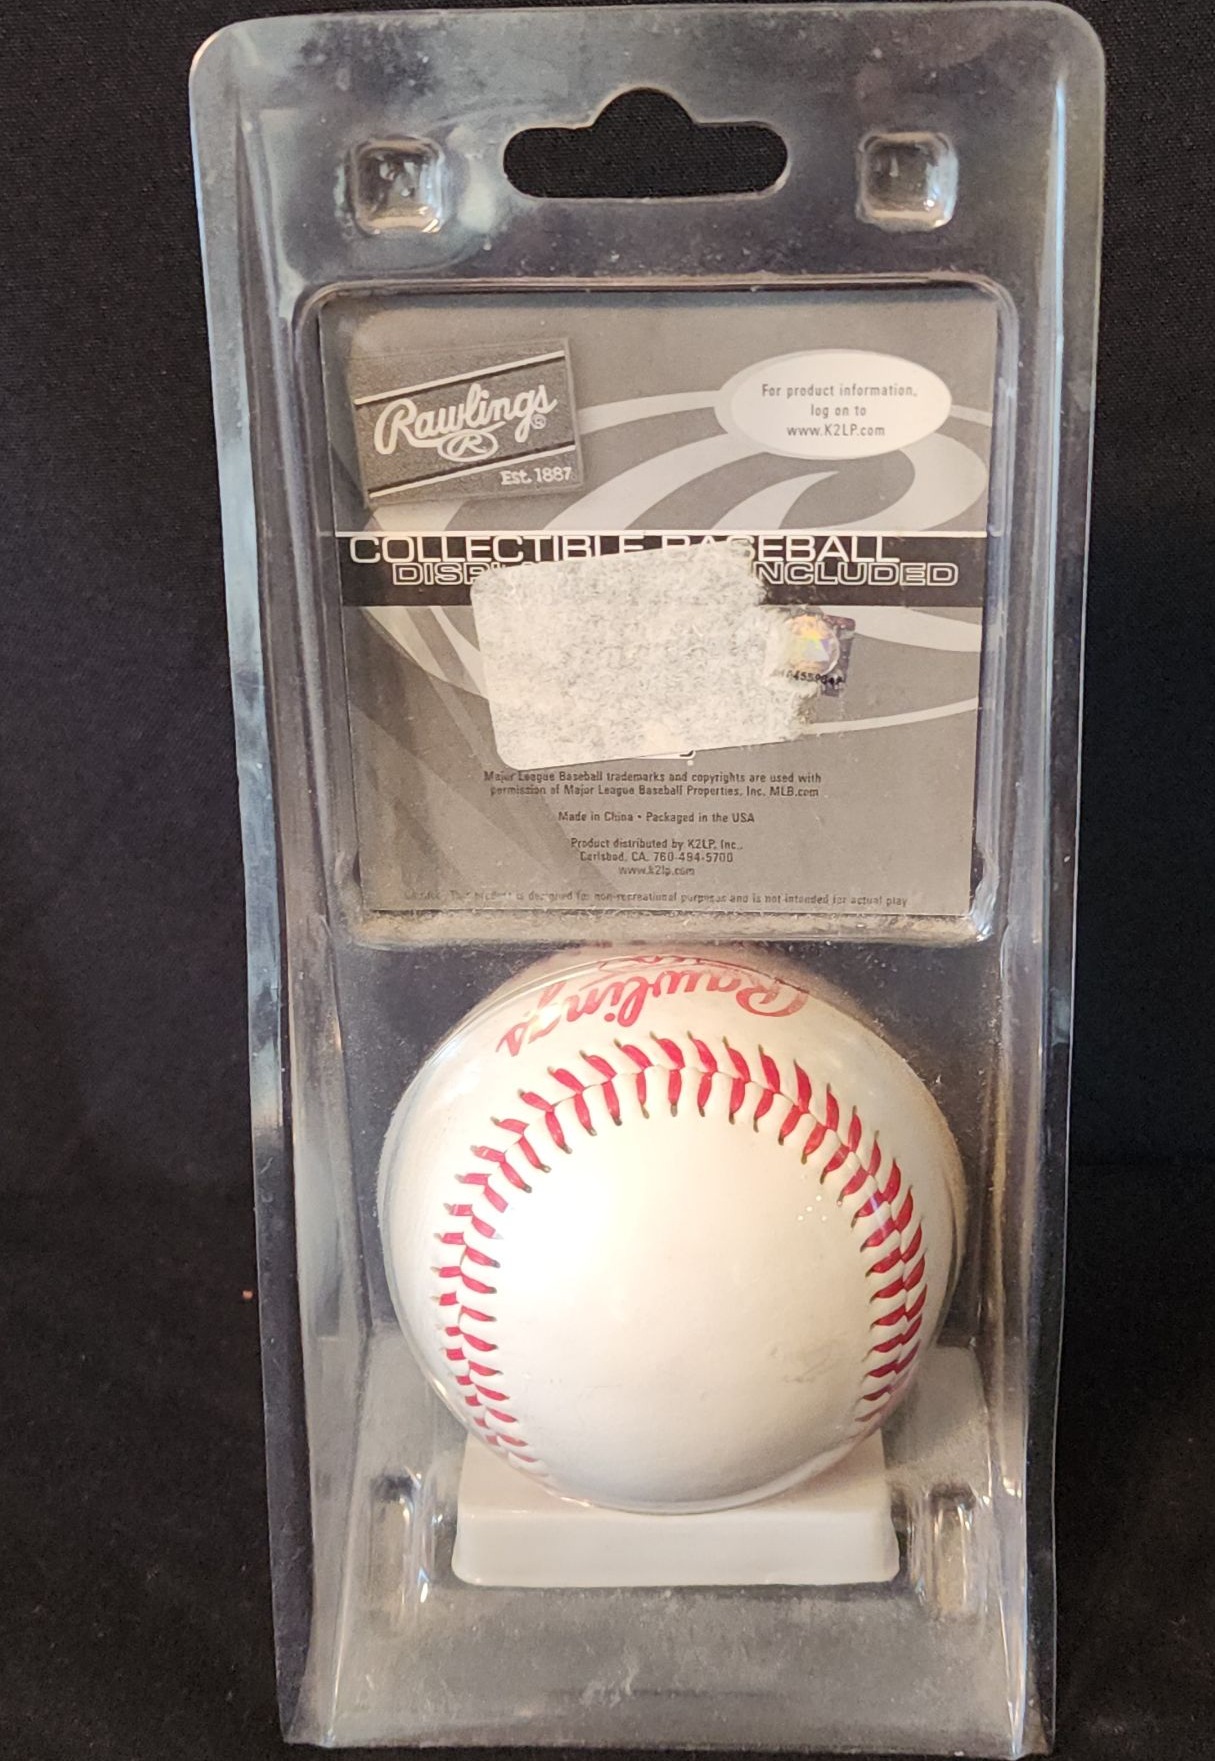 Rawlings®
R
Est. 1887
For product information,
log on to
www.K2LP.com
COLLECTIBLE BASEBALL
INCLUDED
Major League Baseball trademarks and copyrights are used with
permission of Major League Baseball Properties, Inc. MLB.com
Made in China • Packaged in the USA
Product distributed by K2LP, Inc.,
Carlsbad, CA. 760-494-5700
www.k2lp.com
This product is designed for non-recreational purposes and is not intended for actual play
Rawlings